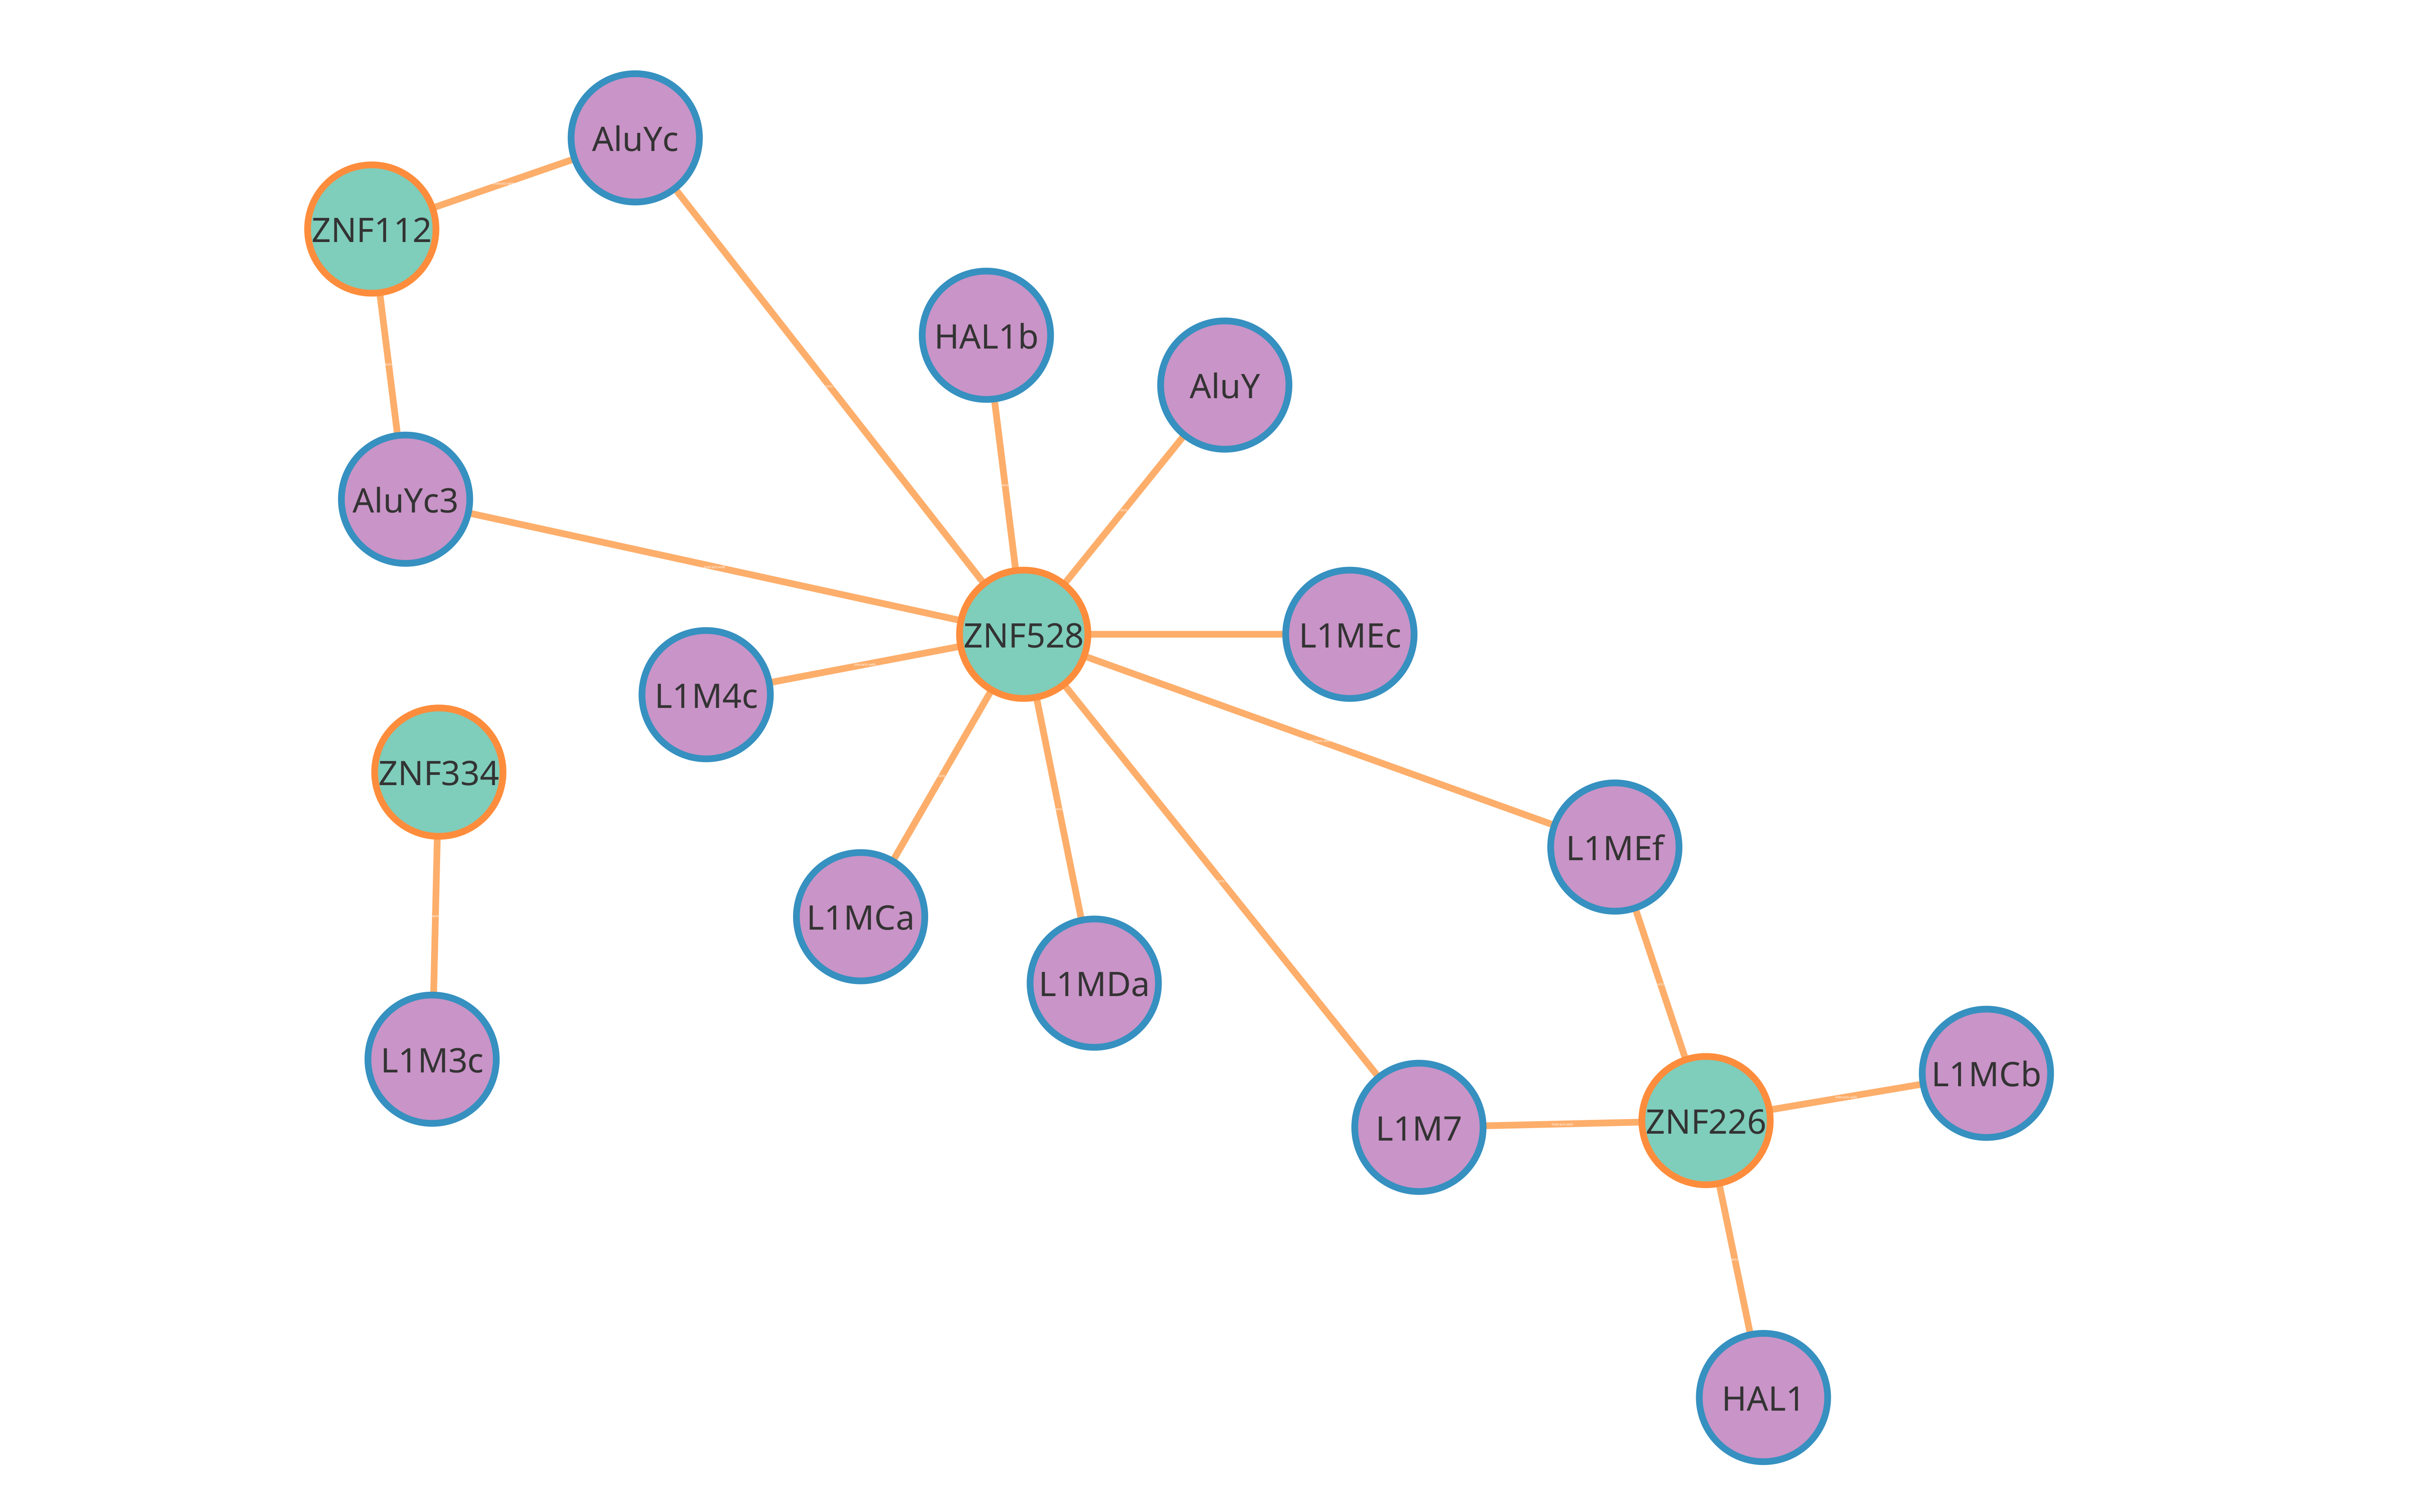 AluYc
ZNF112
HAL1b
AluY
AluYc3
ZNF528
L1MEc
L1M4c
ZNF334
L1MEf
L1MCa
L1MDa
L1M3c
L1MCb
L1M7
ZNF226
HAL1